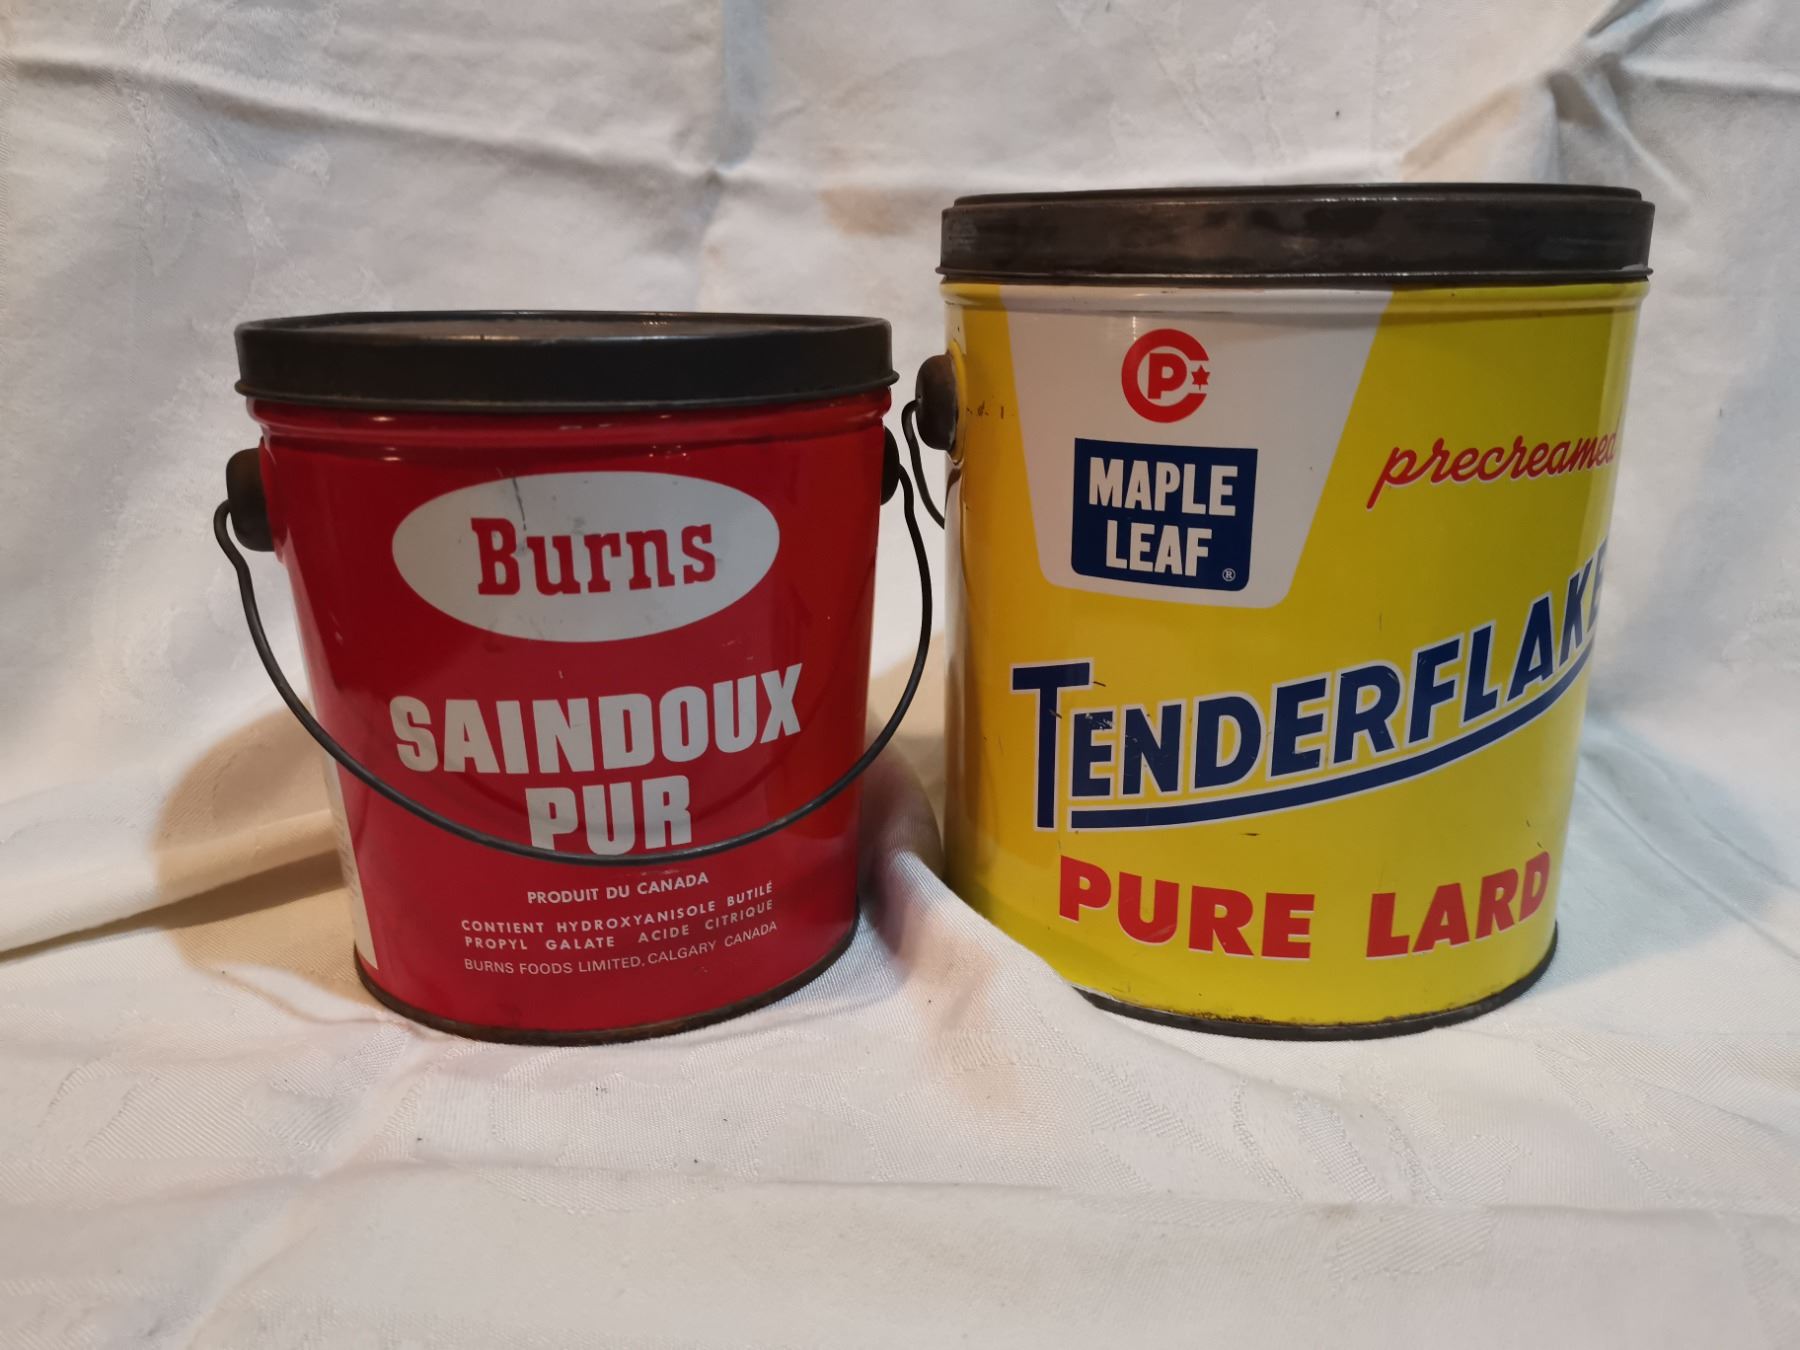 Burns
SAINDOUX
PUR
PRODUIT DU CANADA
CONTIENT HYDROXYANISOLE BUTILÉ
PROPYL GALATE ACIDE CITRIQUE
BURNS FOODS LIMITED, CALGARY CANADA
CP
MAPLE
LEAF ®
precreamed
TENDERFLAKE
PURE LARD